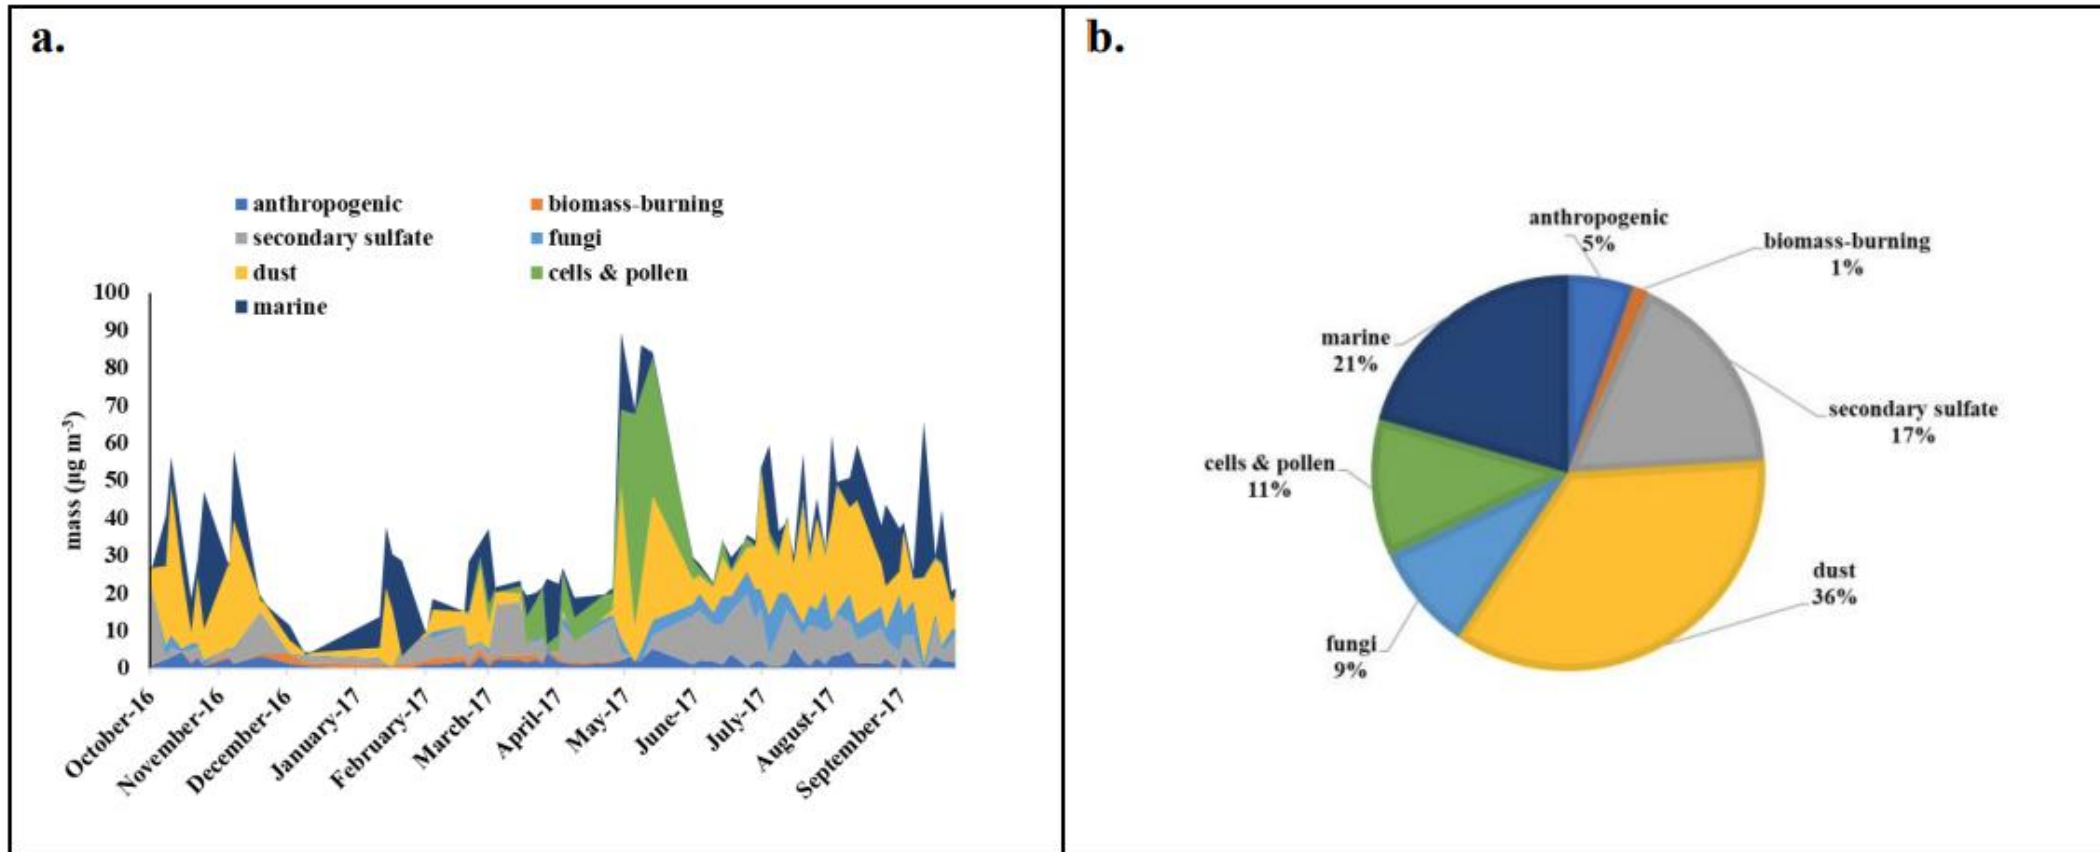 a.
anthropogenic
biomass-burning
secondary sulfate
fungi
dust
cells & pollen
marine
100
90
80
70
60
50
40
30
20
10
0
mass (µg m⁻³)
October-16
November-16
December-16
January-17
February-17
March-17
April-17
May-17
June-17
July-17
August-17
September-17
b.
anthropogenic
5%
biomass-burning
1%
marine
21%
secondary sulfate
17%
cells & pollen
11%
dust
36%
fungi
9%